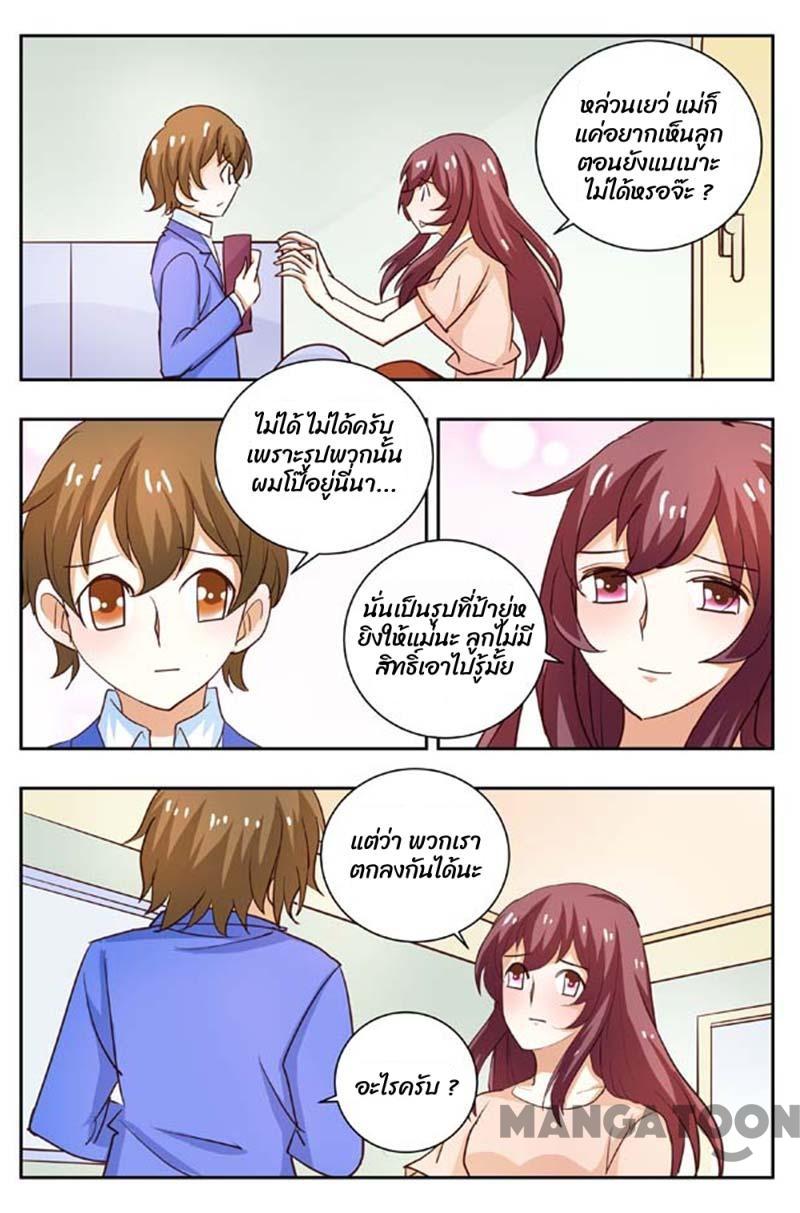 หล่วนเยว่ แม่ก็
แค่อยากเห็นลูก
ตอนยังแบเบาะ
ไม่ได้หรอจ๊ะ ?
ไม่ได้ ไม่ได้ครับ
เพราะรูปพวกนั้น
ผมโป๊อยู่นี่นา...
นั่นเป็นรูปที่ป้ายู่ห
ยิงให้แม่นะ ลูกไม่มี
สิทธิ์เอาไปรู้มั้ย
แต่ว่า พวกเรา
ตกลงกันได้นะ
อะไรครับ ?
MANGATOON